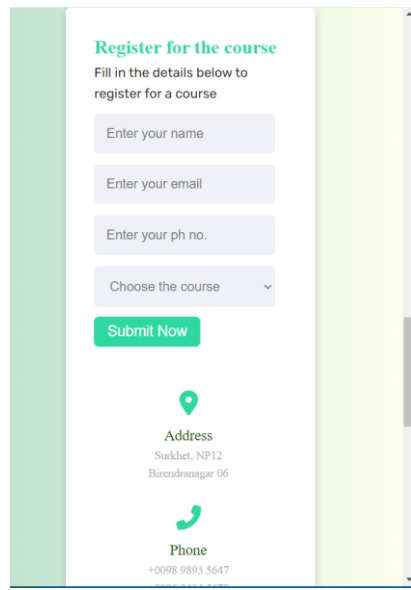 Register for the course
Fill in the details below to
register for a course
Enter your name
Enter your email
Enter your ph no.
Choose the course
Submit Now
Address
Surkhet, NP12
Birendranagar 06
Phone
+0098 9893 5647